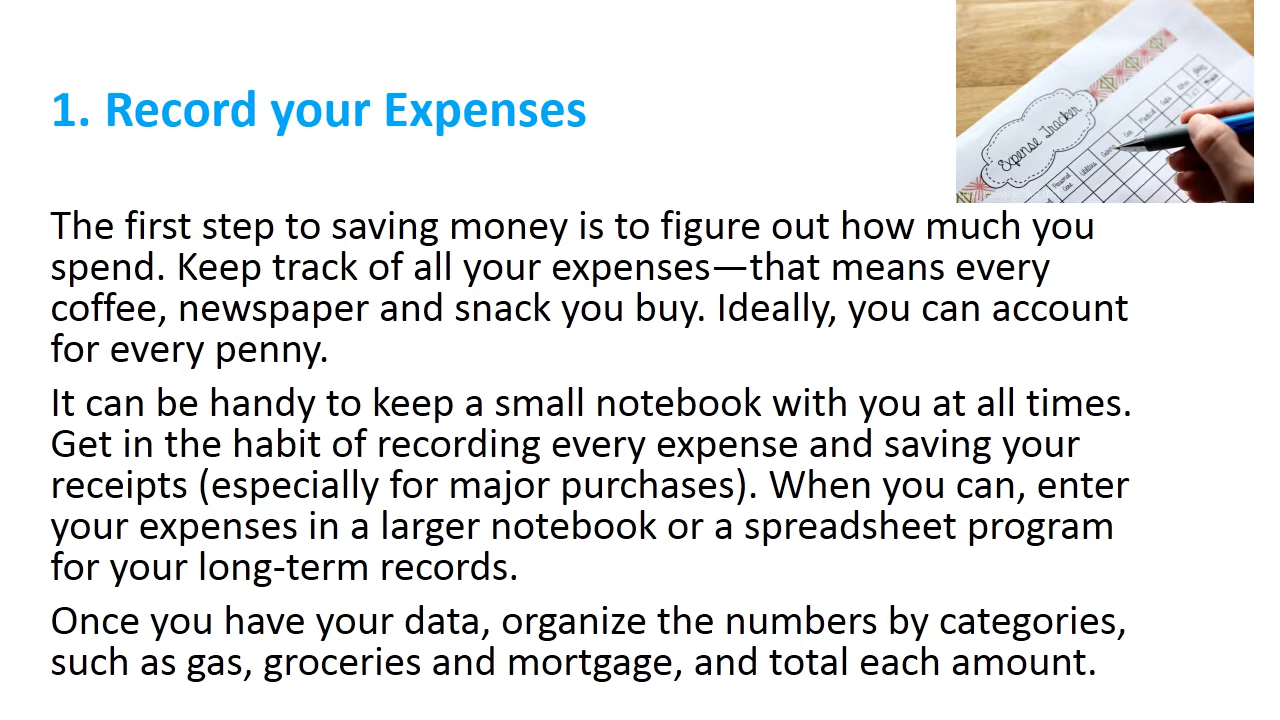 1. Record your Expenses
Expense Tracker
Personal Care
Utilities
Medical
The first step to saving money is to figure out how much you
spend. Keep track of all your expenses—that means every
coffee, newspaper and snack you buy. Ideally, you can account
for every penny.
It can be handy to keep a small notebook with you at all times.
Get in the habit of recording every expense and saving your
receipts (especially for major purchases). When you can, enter
your expenses in a larger notebook or a spreadsheet program
for your long-term records.
Once you have your data, organize the numbers by categories,
such as gas, groceries and mortgage, and total each amount.